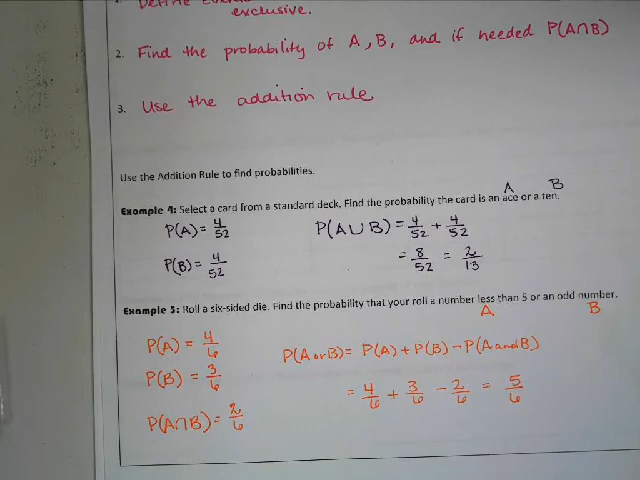 1. Define
exclusive.
2. Find the probability of A, B, and if needed P(A∩B)
3. Use the addition rule
Use the Addition Rule to find probabilities.
A B
Example 4: Select a card from a standard deck. Find the probability the card is an ace or a ten.
P(A) = 4/52 P(A∪B) = 4/52 + 4/52
P(B) = 4/52 = 8/52 = 2/13
Example 5: Roll a six-sided die. Find the probability that your roll a number less than 5 or an odd number.
A B
P(A) = 4/6
P(A or B) = P(A) + P(B) - P(A and B)
P(B) = 3/6
= 4/6 + 3/6 - 2/6 = 5/6
P(A∩B) = 2/6